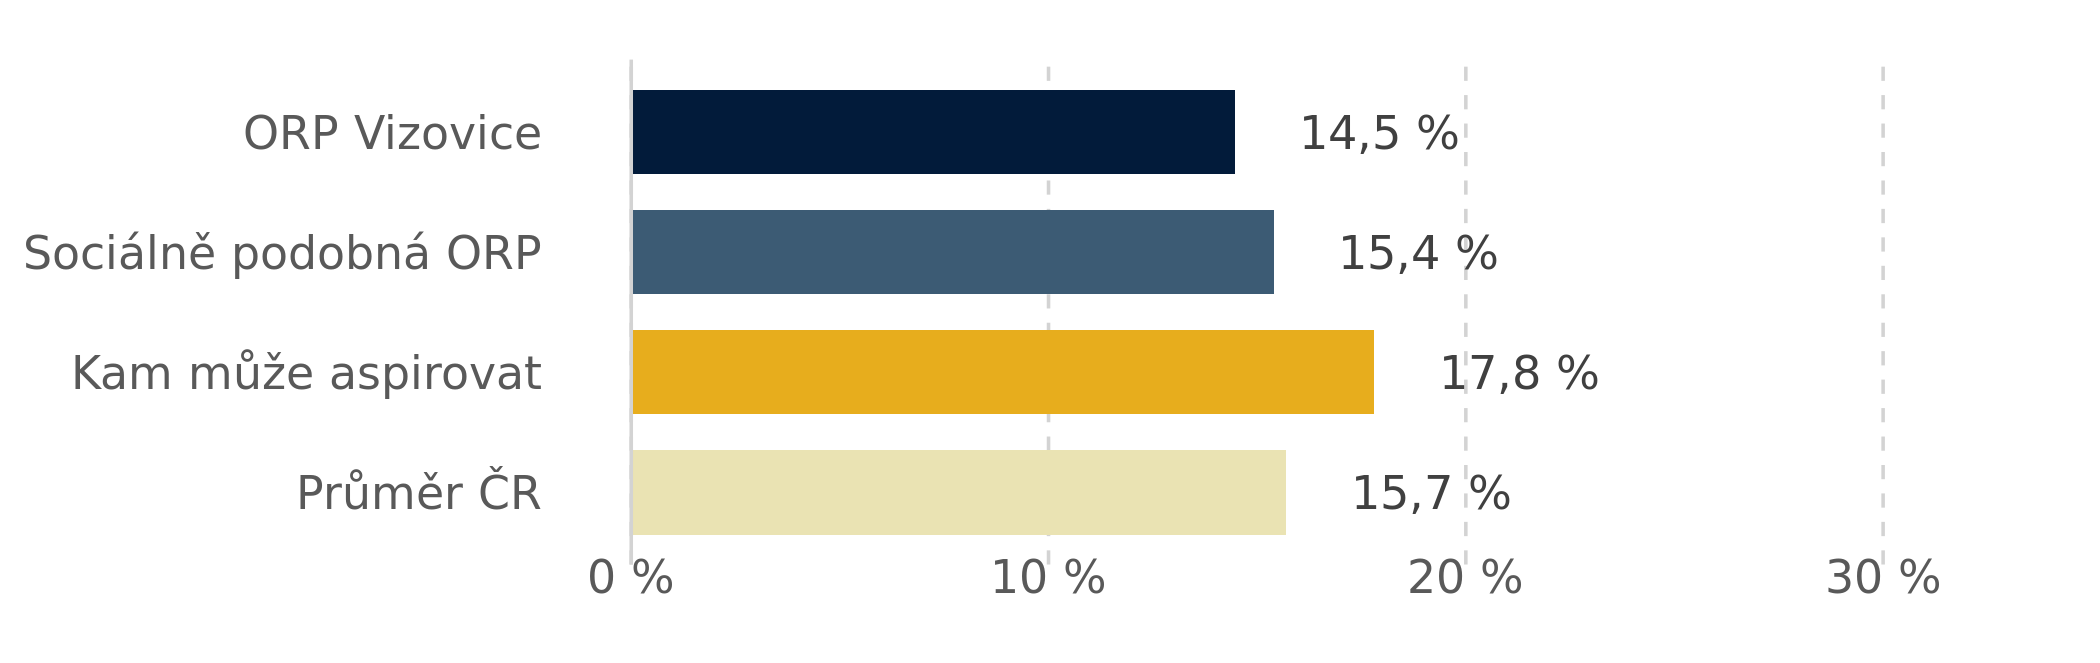 ORP Vizovice 14,5 %
Sociálně podobná ORP 15,4 %
Kam může aspirovat 17,8 %
Průměr ČR 15,7 %
0 % 10 % 20 % 30 %